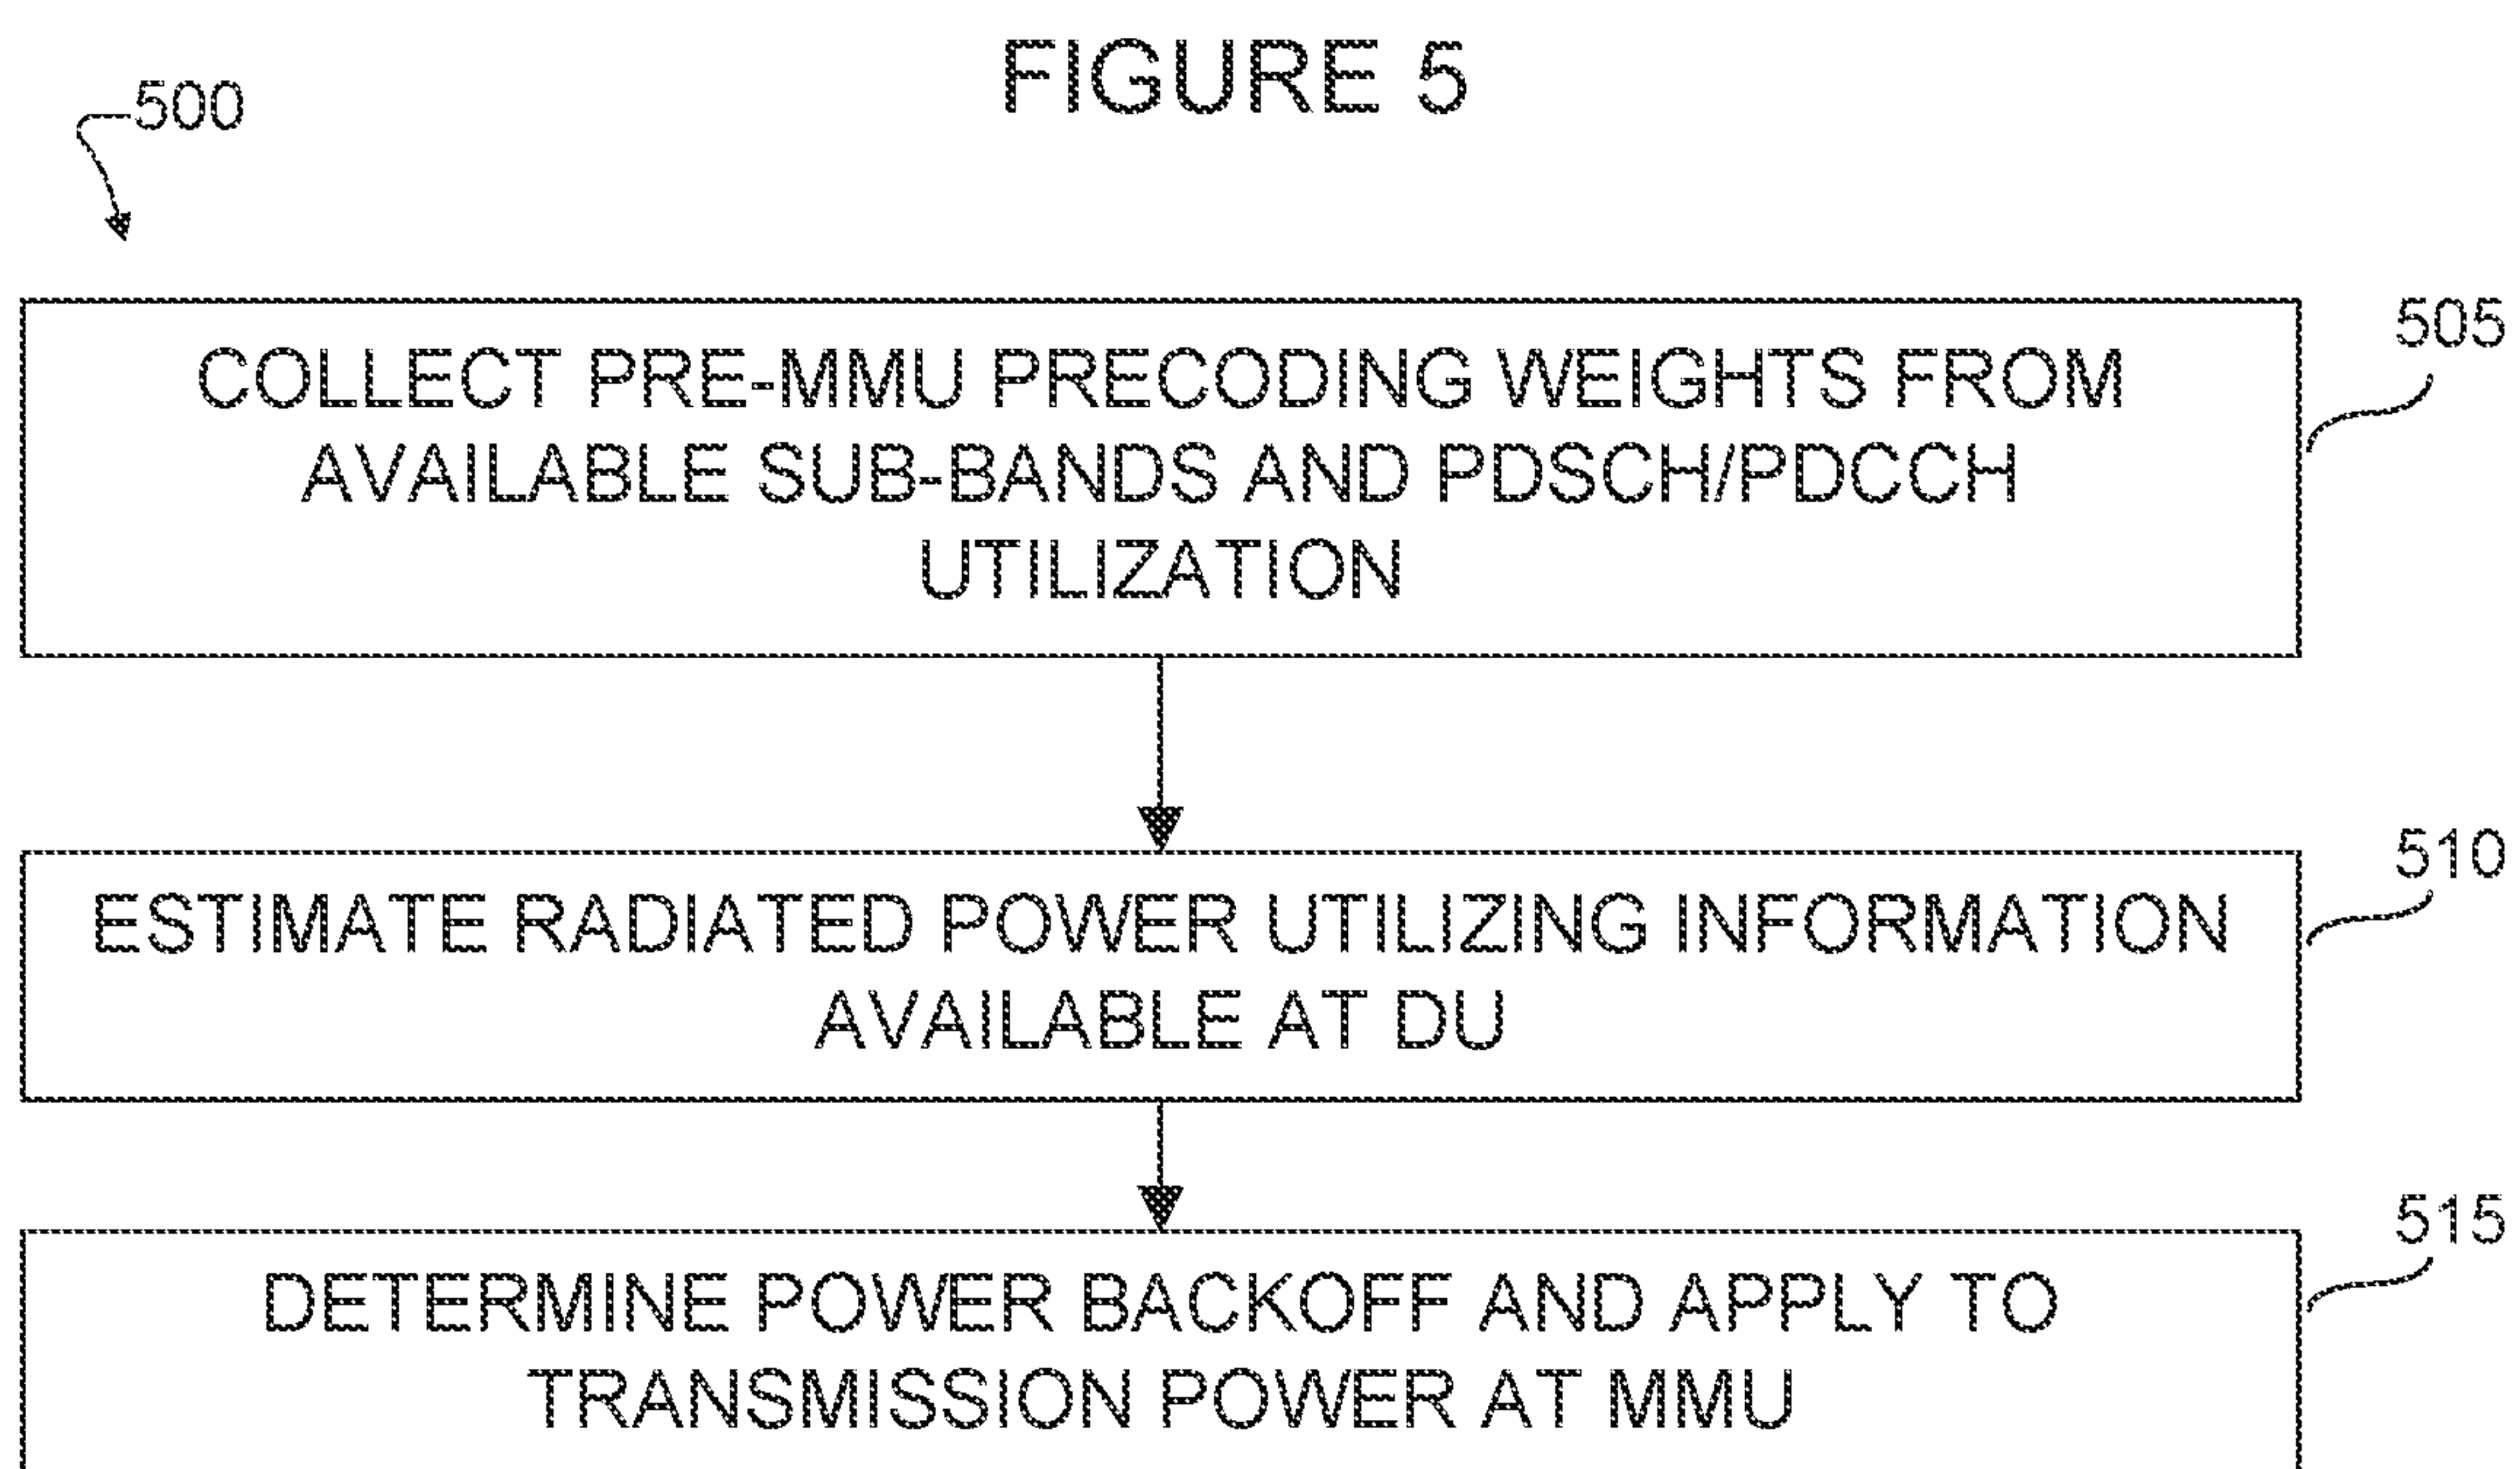 FIGURE 5
500
COLLECT PRE-MMU PRECODING WEIGHTS FROM
AVAILABLE SUB-BANDS AND PDSCH/PDCCH
UTILIZATION
505
ESTIMATE RADIATED POWER UTILIZING INFORMATION
AVAILABLE AT DU
510
DETERMINE POWER BACKOFF AND APPLY TO
TRANSMISSION POWER AT MMU
515